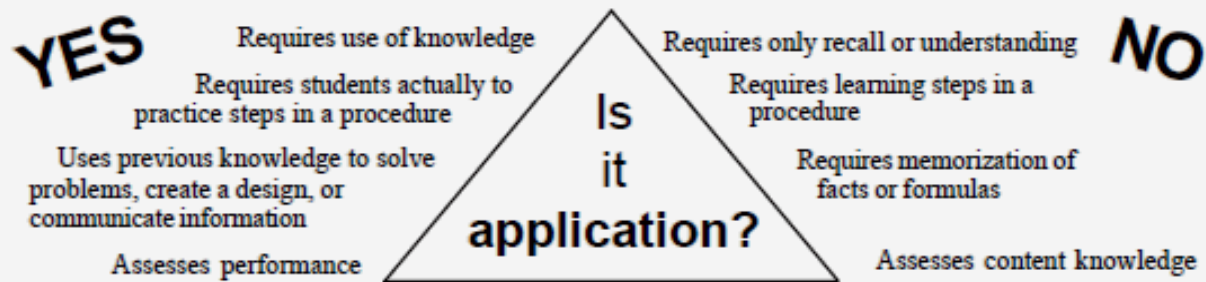 YES
Requires use of knowledge
Requires students actually to
practice steps in a procedure
Uses previous knowledge to solve
problems, create a design, or
communicate information
Assesses performance
Is
it
application?
NO
Requires only recall or understanding
Requires learning steps in a
procedure
Requires memorization of
facts or formulas
Assesses content knowledge